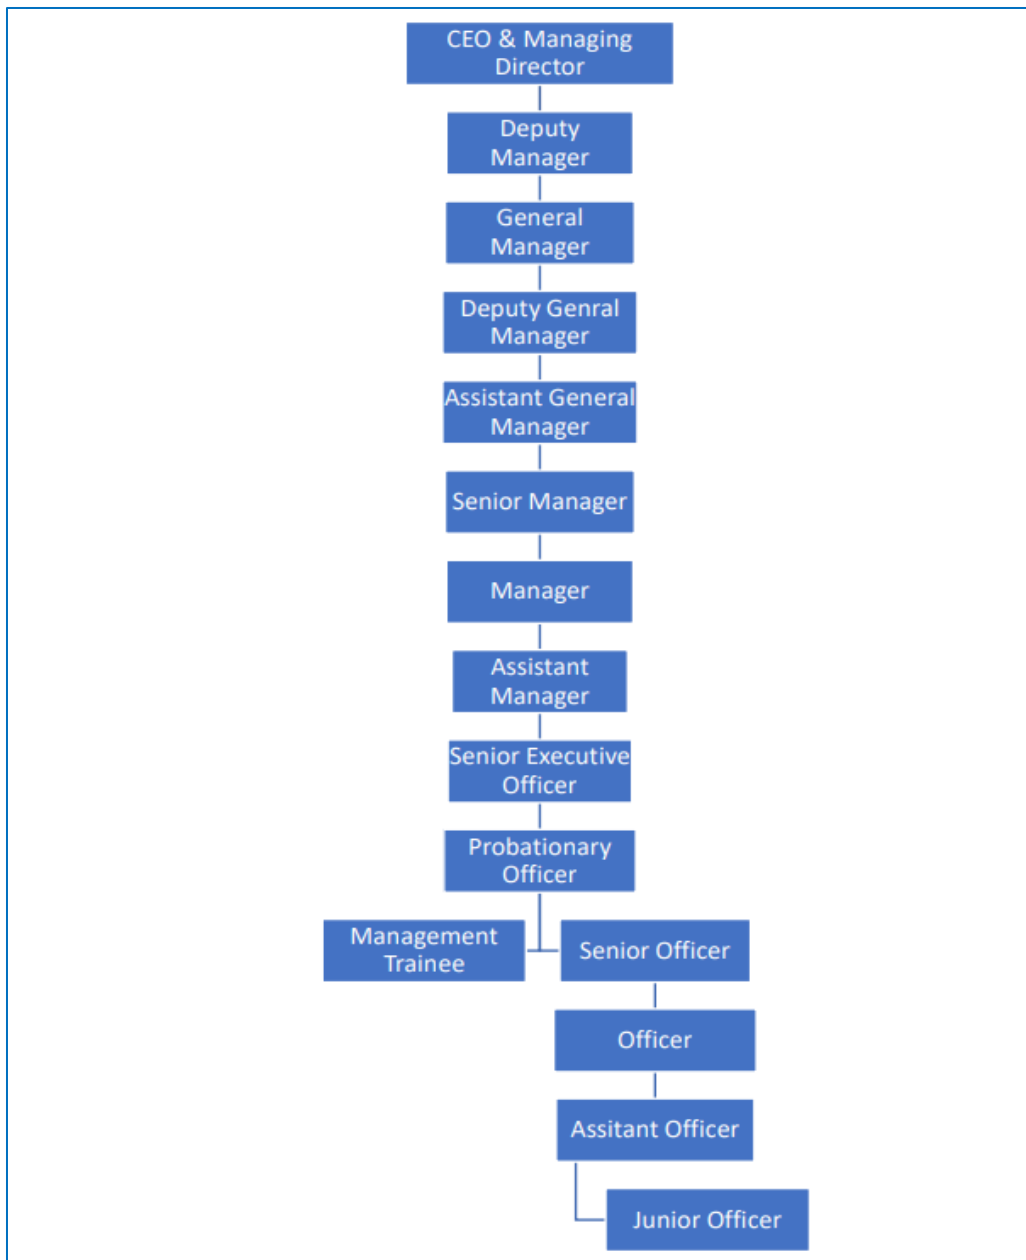 CEO & Managing
Director
Deputy
Manager
General
Manager
Deputy Genral
Manager
Assistant General
Manager
Senior Manager
Manager
Assistant
Manager
Senior Executive
Officer
Probationary
Officer
Management
Trainee
Senior Officer
Officer
Assitant Officer
Junior Officer